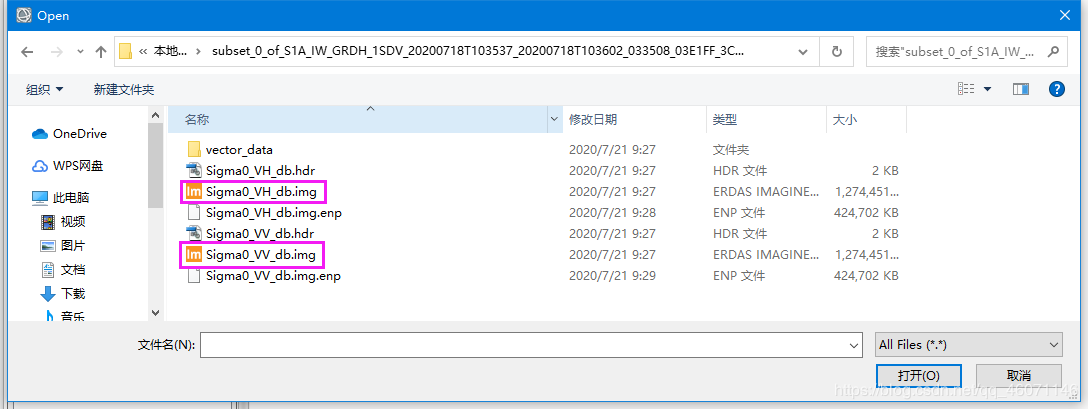 Open
« 本地... › subset_0_of_S1A_IW_GRDH_1SDV_20200718T103537_20200718T103602_033508_03E1FF_3C...
搜索"subset_0_of_S1A_IW_...
组织 新建文件夹
名称 修改日期 类型 大小
OneDrive
WPS网盘
此电脑
视频
图片
文档
下载
音乐
vector_data 2020/7/21 9:27 文件夹
Sigma0_VH_db.hdr 2020/7/21 9:27 HDR 文件 2 KB
Im Sigma0_VH_db.img 2020/7/21 9:27 ERDAS IMAGINE... 1,274,451...
Sigma0_VH_db.img.enp 2020/7/21 9:28 ENP 文件 424,702 KB
Sigma0_VV_db.hdr 2020/7/21 9:27 HDR 文件 2 KB
Im Sigma0_VV_db.img 2020/7/21 9:27 ERDAS IMAGINE... 1,274,451...
Sigma0_VV_db.img.enp 2020/7/21 9:29 ENP 文件 424,702 KB
文件名(N):
All Files (*.*)
打开(O) 取消
https://blog.csdn.net/qq_46071146